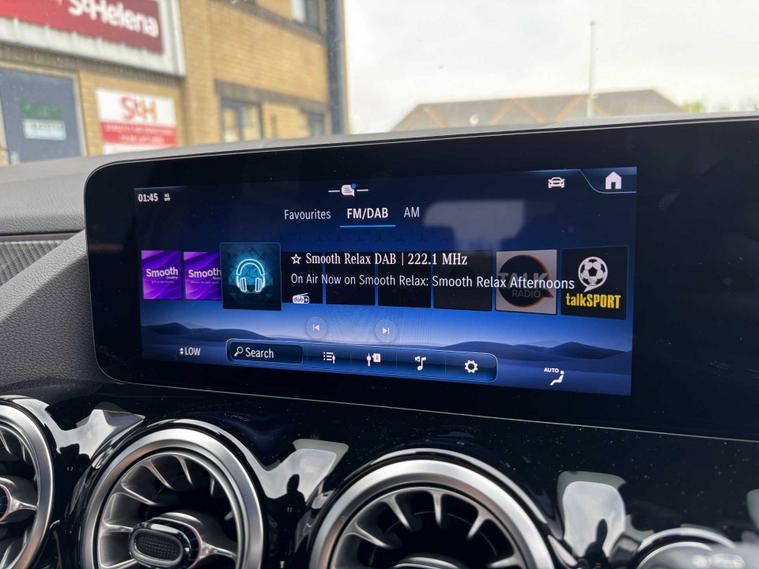 St Helena
StH
01:45
Favourites
FM/DAB
AM
Smooth
Smooth
☆ Smooth Relax DAB | 222.1 MHz
On Air Now on Smooth Relax: Smooth Relax Afternoons
TALK
RADIO
talkSPORT
LOW
Search
AUTO